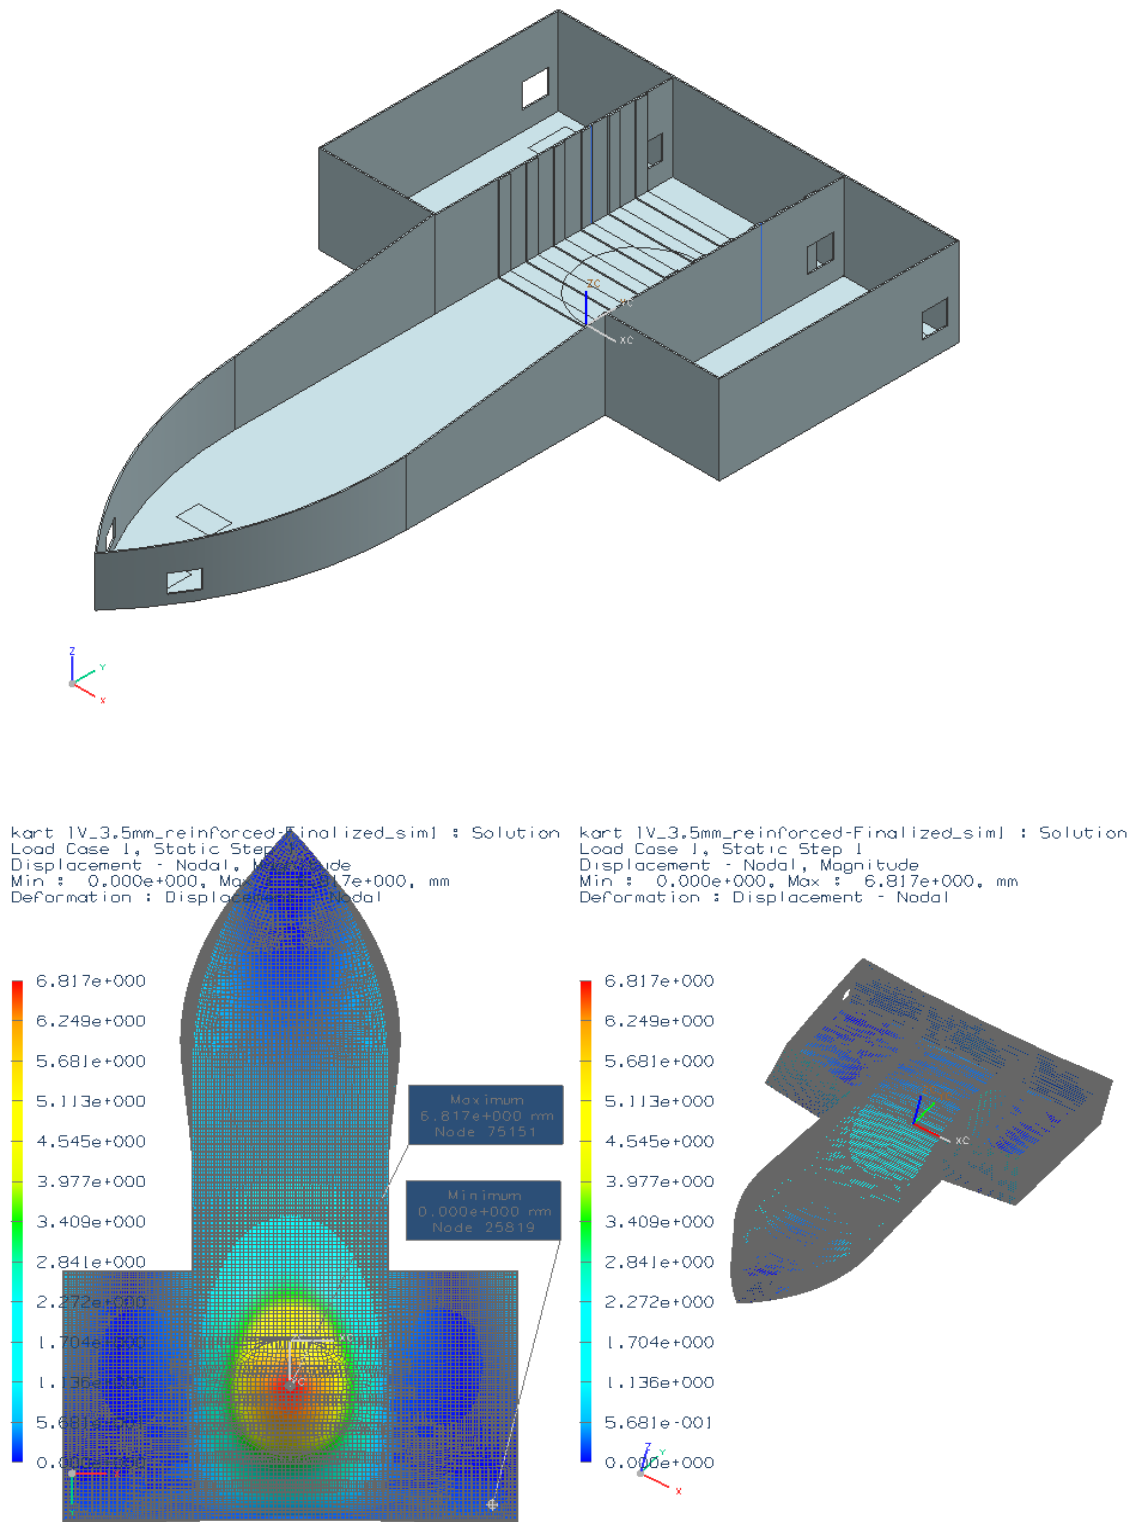 ZC
XC
Z
Y
X
kart 1V_3.5mm_reinforced-Finalized_sim1 : Solution
Load Case 1, Static Step 1
Displacement - Nodal, Magnitude
Min : 0.000e+000, Max : 6.817e+000, mm
Deformation : Displacement - Nodal
6.817e+000
6.249e+000
5.681e+000
5.113e+000
4.545e+000
3.977e+000
3.409e+000
2.841e+000
2.272e+000
1.704e+000
1.136e+000
5.681e-001
0.000e+000
Maximum
6.817e+000 mm
Node 75151
Minimum
0.000e+000 mm
Node 25819
kart 1V_3.5mm_reinforced-Finalized_sim1 : Solution
Load Case 1, Static Step 1
Displacement - Nodal, Magnitude
Min : 0.000e+000, Max : 6.817e+000, mm
Deformation : Displacement - Nodal
6.817e+000
6.249e+000
5.681e+000
5.113e+000
4.545e+000
3.977e+000
3.409e+000
2.841e+000
2.272e+000
1.704e+000
1.136e+000
5.681e-001
0.000e+000
XC
Z
Y
X